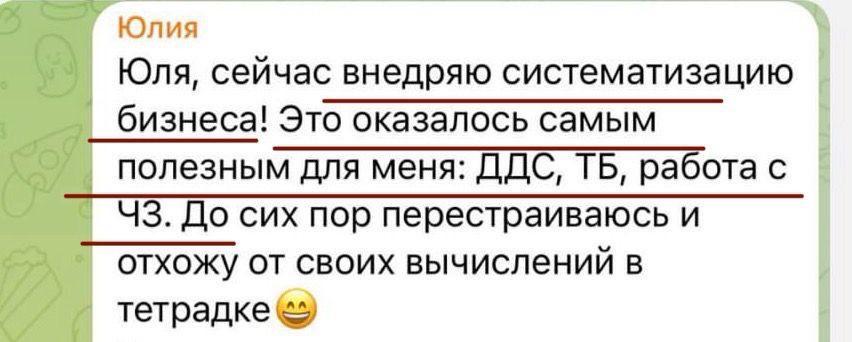 Юлия
Юля, сейчас внедряю систематизацию
бизнеса! Это оказалось самым
полезным для меня: ДДС, ТБ, работа с
ЧЗ. До сих пор перестраиваюсь и
отхожу от своих вычислений в
тетрадке😄